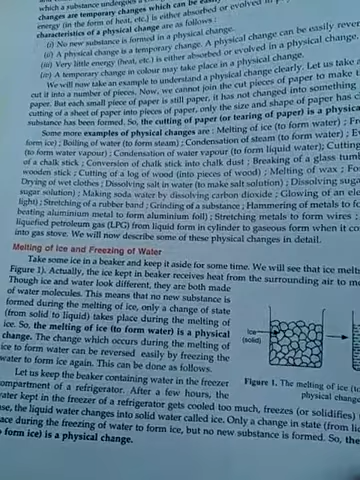 which a substance undergoes a
changes are temporary changes which can be easily
energy (in the form of heat, etc.) is either absorbed or evolved in
characteristics of a physical change are as follows :
(i) No new substance is formed in a physical change.
(ii) A physical change is a temporary change. A physical change can be easily rever
(iii) Very little energy (heat, etc.) is either absorbed or evolved in a physical change.
(iv) A temporary change in colour may take place in a physical change.
We will now take an example to understand a physical change clearly. Let us take a
cut it into a number of pieces. Now, we cannot join the cut pieces of paper to make
paper. But each small piece of paper is still paper, it has not changed into something
cutting of a sheet of paper into pieces of paper, only the size and shape of paper has
substance has been formed. So, the cutting of paper (or tearing of paper) is a physica
Some more examples of physical changes are : Melting of ice (to form water) ; Fr
form ice) ; Boiling of water (to form steam) ; Condensation of steam (to form water) ; E
(to form water vapour) ; Condensation of water vapour (to form liquid water); Cutting
of a chalk stick ; Conversion of chalk stick into chalk dust ; Breaking of a glass tum
wooden stick ; Cutting of a log of wood (into pieces of wood) ; Melting of wax ; Fo
Drying of wet clothes ; Dissolving salt in water (to make salt solution) ; Dissolving suga
sugar solution) ; Making soda water by dissolving carbon dioxide ; Glowing of an ele
light) ; Stretching of a rubber band ; Grinding of a substance ; Hammering of metals to fo
beating aluminium metal to form aluminium foil) ; Stretching metals to form wires ;
liquefied petroleum gas (LPG) from liquid form in cylinder to gaseous form when it co
into gas stove. We will now describe some of these physical changes in detail.
Melting of Ice and Freezing of Water
Take some ice in a beaker and keep it aside for some time. We will see that ice melt
Figure 1). Actually, the ice kept in beaker receives heat from the surrounding air to me
Though ice and water look different, they are both made
of water molecules. This means that no new substance is
formed during the melting of ice, only a change of state
(from solid to liquid) takes place during the melting of
ice. So, the melting of ice (to form water) is a physical
change. The change which occurs during the melting of
ice to form water can be reversed easily by freezing the
water to form ice again. This can be done as follows.
Ice
(solid)
Let us keep the beaker containing water in the freezer
compartment of a refrigerator. After a few hours, the
water kept in the freezer of a refrigerator gets cooled too much, freezes (or solidifies)
Figure 1. The melting of ice (to
physical change
se, the liquid water changes into solid water called ice. Only a change in state (from liq
ace during the freezing of water to form ice, but no new substance is formed. So, the
form ice) is a physical change.